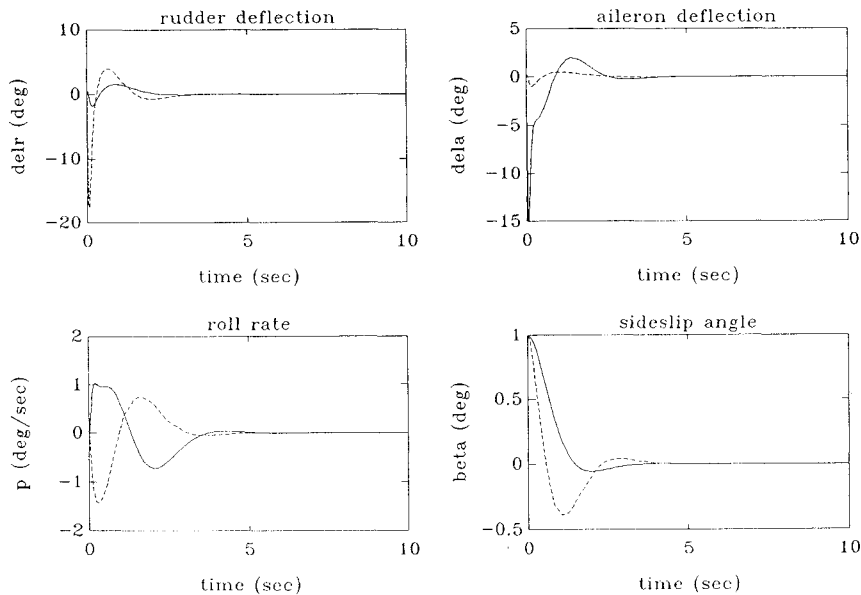 rudder deflection
10
0
-10
-20
delr (deg)
0 5 10
time (sec)
aileron deflection
5
0
-5
-10
-15
dela (deg)
0 5 10
time (sec)
roll rate
2
1
0
-1
-2
p (deg/sec)
0 5 10
time (sec)
sideslip angle
1
0.5
0
-0.5
beta (deg)
0 5 10
time (sec)